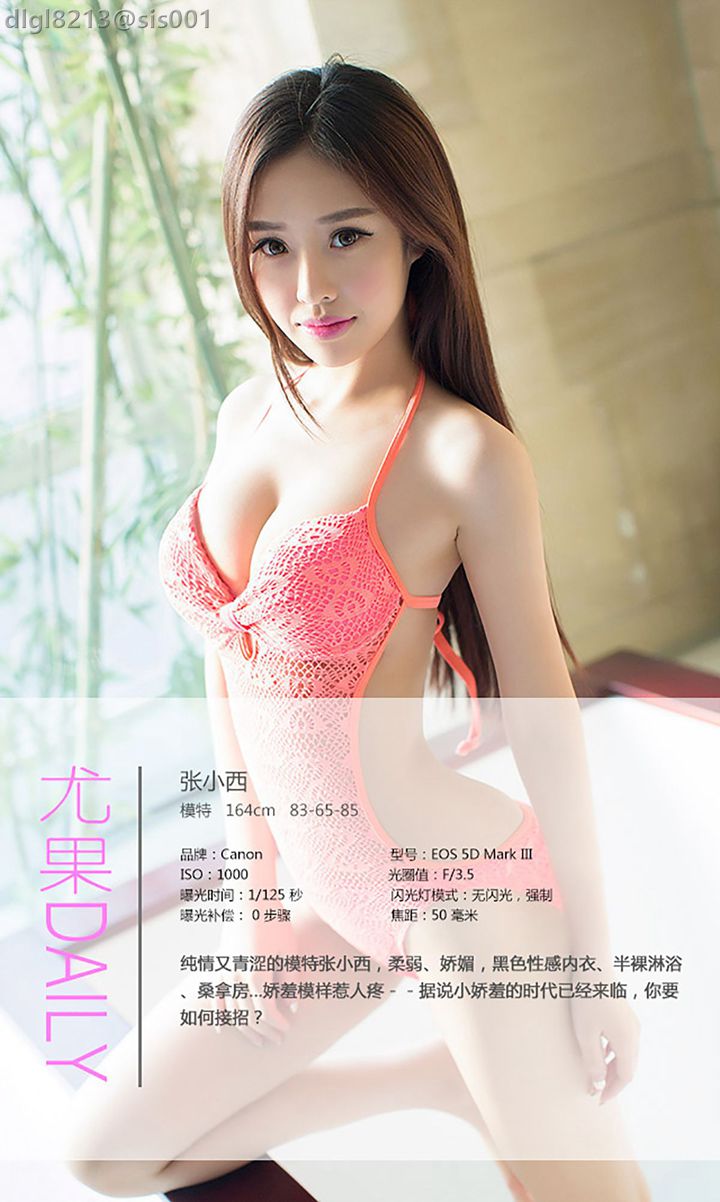 dlgl8213@sis001
尤果DAILY
张小西
模特 164cm 83-65-85
品牌：Canon 型号：EOS 5D Mark III
ISO：1000 光圈值：F/3.5
曝光时间：1/125 秒 闪光灯模式：无闪光，强制
曝光补偿： 0 步骤 焦距：50 毫米
纯情又青涩的模特张小西，柔弱、娇媚，黑色性感内衣、半裸淋浴
、桑拿房...娇羞模样惹人疼- -据说小娇羞的时代已经来临，你要
如何接招？